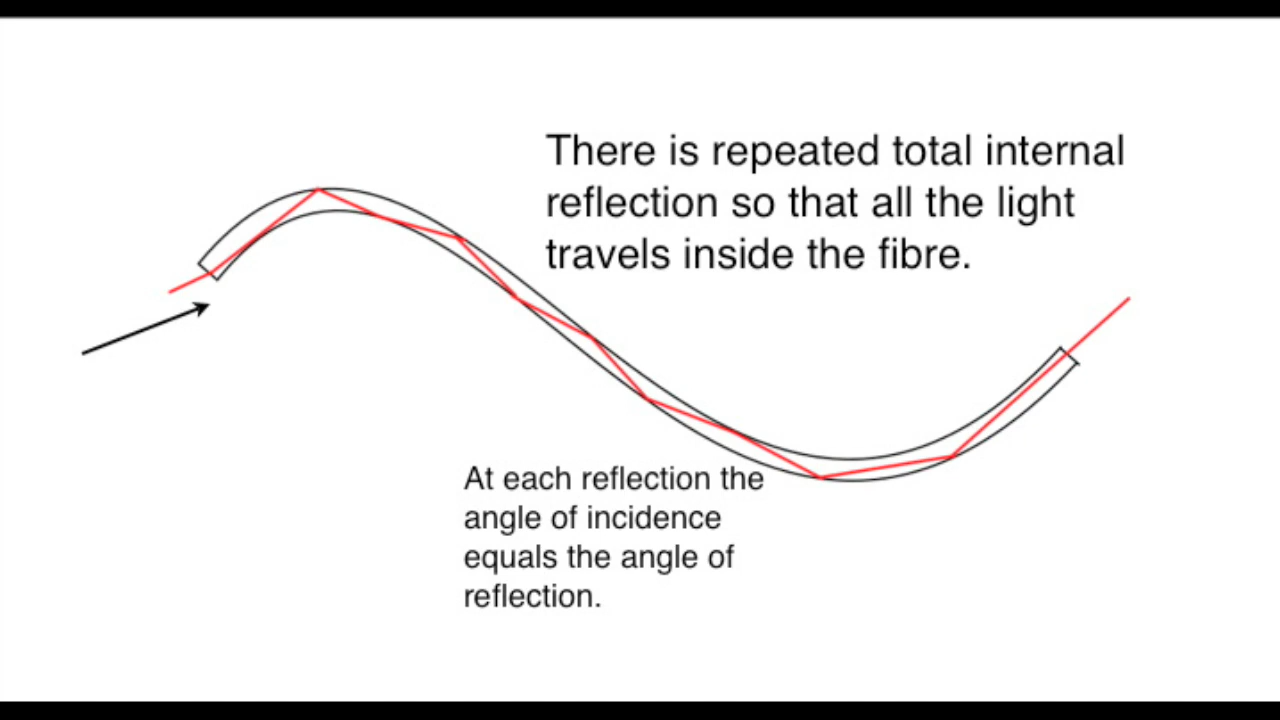 There is repeated total internal
reflection so that all the light
travels inside the fibre.
At each reflection the
angle of incidence
equals the angle of
reflection.